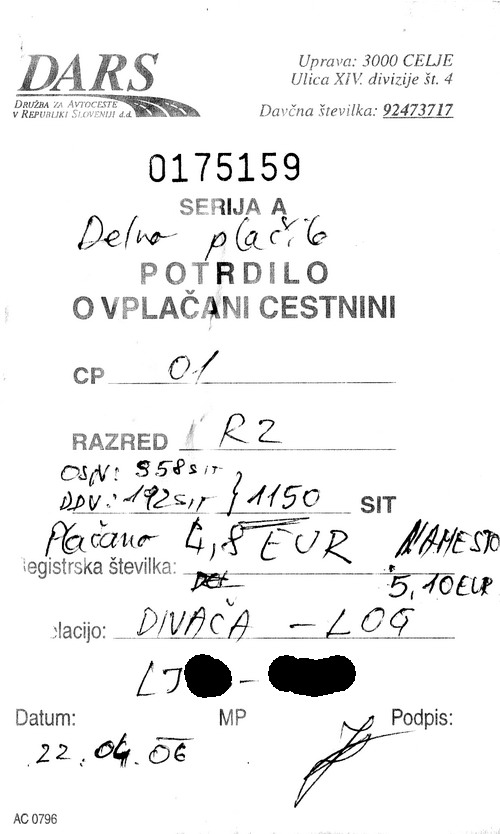 DARS
DRUŽBA ZA AVTOCESTE
V REPUBLIKI SLOVENIJI d.d.
Uprava: 3000 CELJE
Ulica XIV. divizije št. 4
Davčna številka: 92473717
0175159
SERIJA A
Delno plačilo
POTRDILO
O VPLAČANI CESTNINI
CP 01
RAZRED R2
OSN: 958 SIT
DDV: 192 SIT } 1150 SIT
Plačano 4,8 EUR NAMESTO
egistrska številka: 5,10 EUR
lacijo: DIVAČA - LOG
LJ -
Datum: MP Podpis:
22.04.06
AC 0796